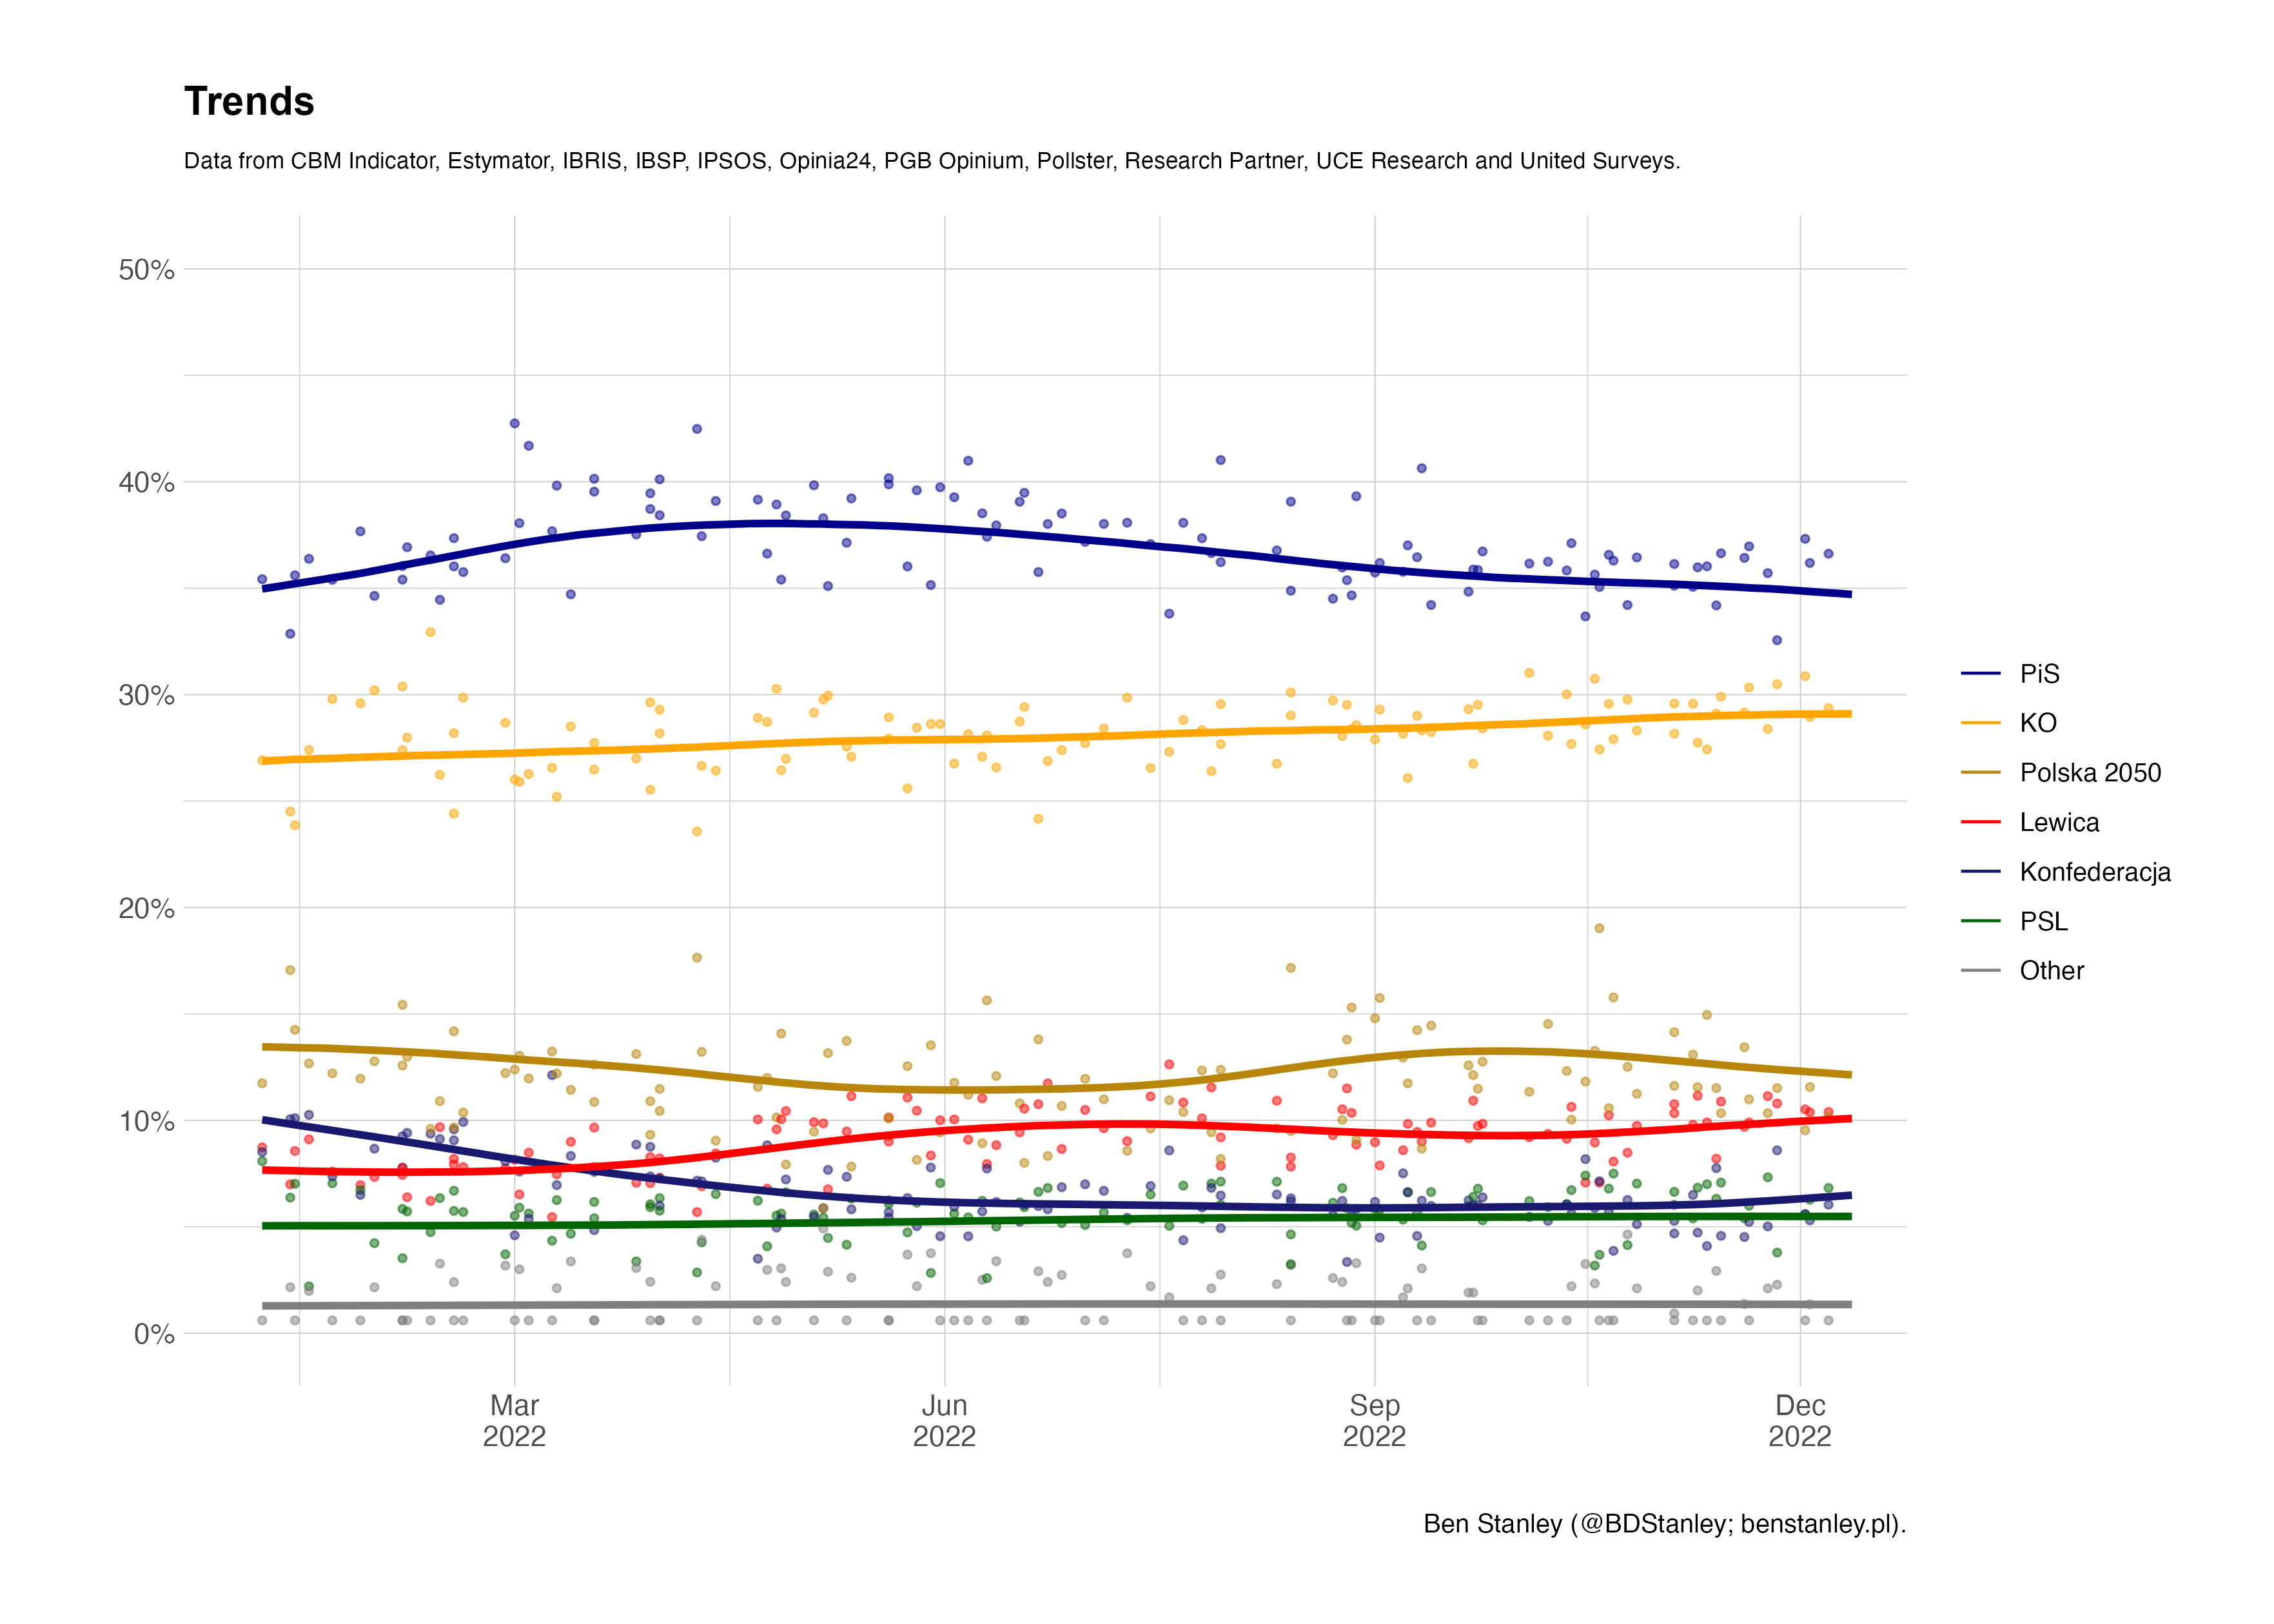 Trends
Data from CBM Indicator, Estymator, IBRIS, IBSP, IPSOS, Opinia24, PGB Opinium, Pollster, Research Partner, UCE Research and United Surveys.
50%
40%
30%
20%
10%
0%
Mar
2022
Jun
2022
Sep
2022
Dec
2022
PiS
KO
Polska 2050
Lewica
Konfederacja
PSL
Other
Ben Stanley (@BDStanley; benstanley.pl).